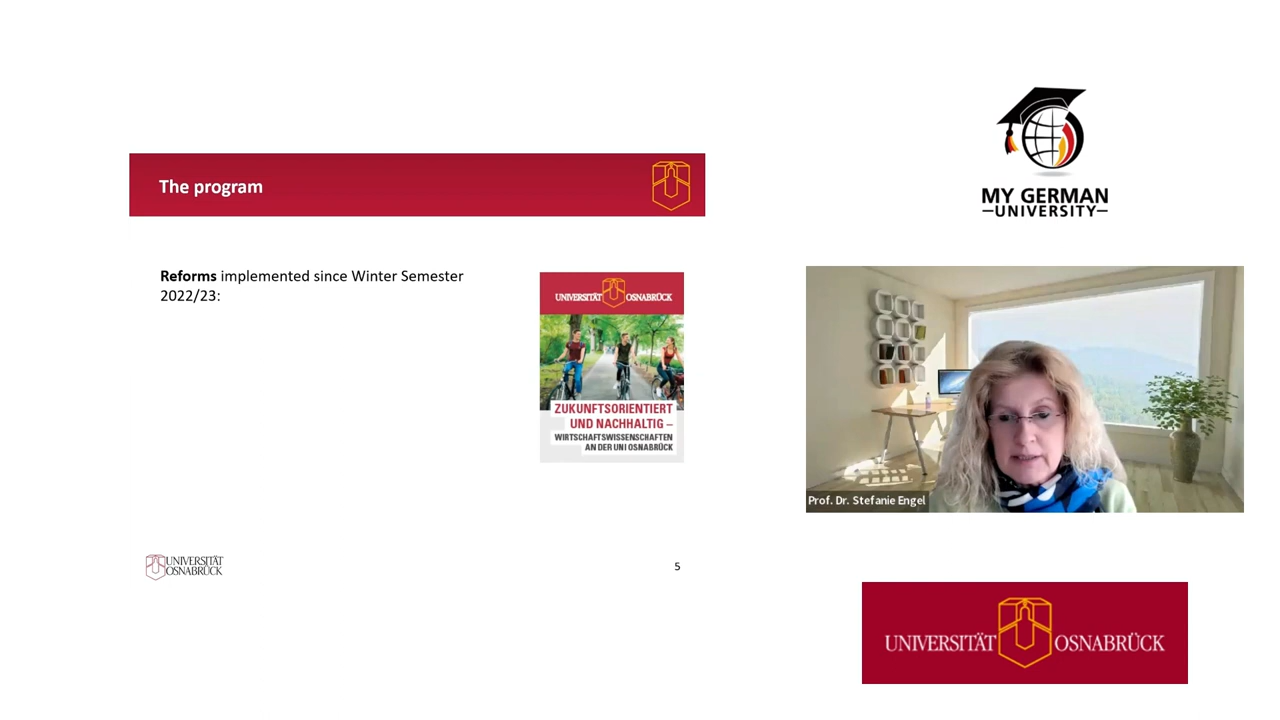 The program
Reforms implemented since Winter Semester
2022/23:
UNIVERSITÄT OSNABRÜCK
ZUKUNFTSORIENTIERT
UND NACHHALTIG –
WIRTSCHAFTSWISSENSCHAFTEN
AN DER UNI OSNABRÜCK
UNIVERSITÄT
OSNABRÜCK
5
MY GERMAN
UNIVERSITY
Prof. Dr. Stefanie Engel
UNIVERSITÄT OSNABRÜCK